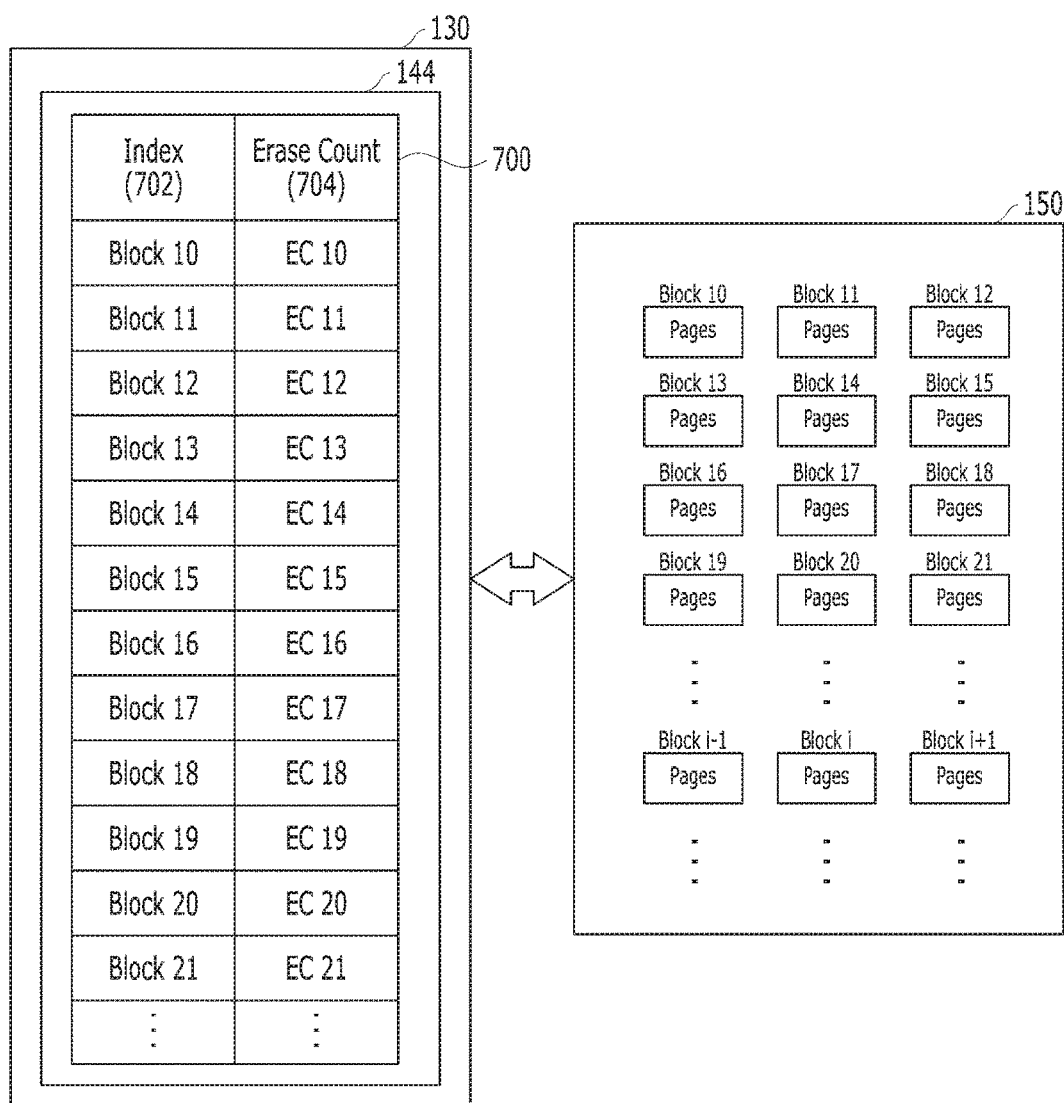 130
144
Index Erase Count
(702) (704)
700
Block 10 EC 10
Block 11 EC 11
Block 12 EC 12
Block 13 EC 13
Block 14 EC 14
Block 15 EC 15
Block 16 EC 16
Block 17 EC 17
Block 18 EC 18
Block 19 EC 19
Block 20 EC 20
Block 21 EC 21
150
Block 10 Block 11 Block 12
Pages Pages Pages
Block 13 Block 14 Block 15
Pages Pages Pages
Block 16 Block 17 Block 18
Pages Pages Pages
Block 19 Block 20 Block 21
Pages Pages Pages
Block i-1 Block i Block i+1
Pages Pages Pages